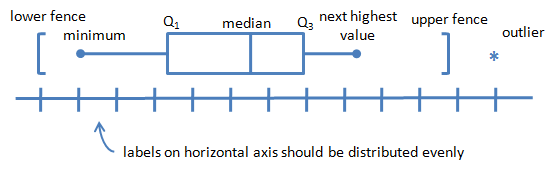 lower fence
minimum
Q1
median
Q3
next highest
value
upper fence
outlier
*
labels on horizontal axis should be distributed evenly